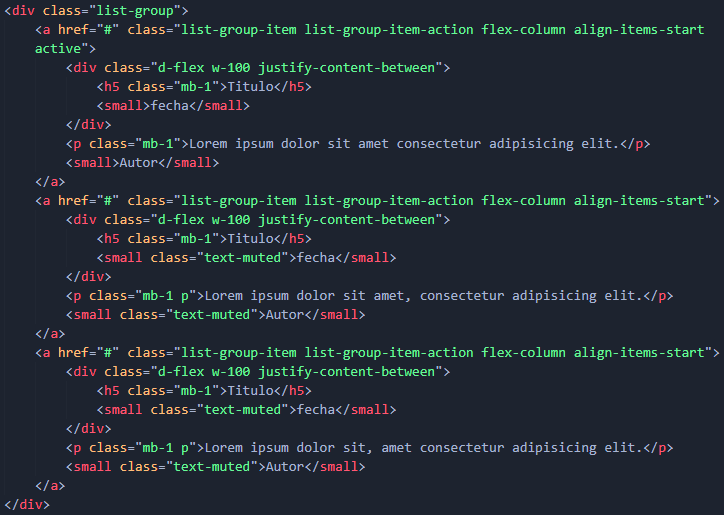 <div class="list-group">
<a href="#" class="list-group-item list-group-item-action flex-column align-items-start
active">
<div class="d-flex w-100 justify-content-between">
<h5 class="mb-1">Titulo</h5>
<small>fecha</small>
</div>
<p class="mb-1">Lorem ipsum dolor sit amet consectetur adipisicing elit.</p>
<small>Autor</small>
</a>
<a href="#" class="list-group-item list-group-item-action flex-column align-items-start">
<div class="d-flex w-100 justify-content-between">
<h5 class="mb-1">Titulo</h5>
<small class="text-muted">fecha</small>
</div>
<p class="mb-1 p">Lorem ipsum dolor sit amet, consectetur adipisicing elit.</p>
<small class="text-muted">Autor</small>
</a>
<a href="#" class="list-group-item list-group-item-action flex-column align-items-start">
<div class="d-flex w-100 justify-content-between">
<h5 class="mb-1">Titulo</h5>
<small class="text-muted">fecha</small>
</div>
<p class="mb-1 p">Lorem ipsum dolor sit, amet consectetur adipisicing elit.</p>
<small class="text-muted">Autor</small>
</a>
</div>